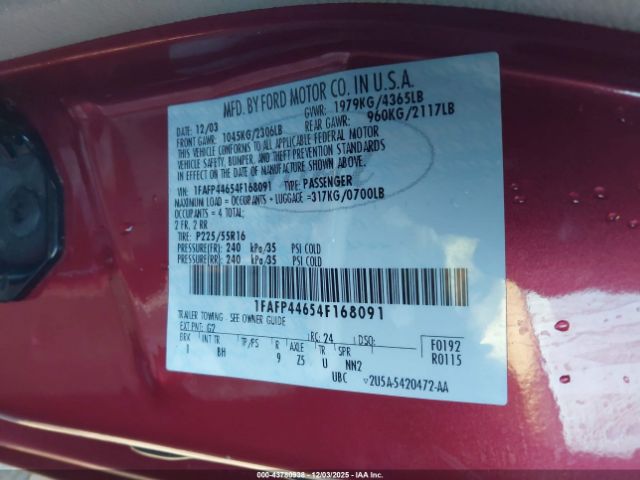 MFD. BY FORD MOTOR CO. IN U.S.A.
DATE: 12/03 GVWR: 1979KG/4365LB
FRONT GAWR: 1045KG/2306LB REAR GAWR: 960KG/2117LB
THIS VEHICLE CONFORMS TO ALL APPLICABLE FEDERAL MOTOR
VEHICLE SAFETY, BUMPER, AND THEFT PREVENTION STANDARDS
IN EFFECT ON THE DATE OF MANUFACTURE SHOWN ABOVE.
VIN: 1FAFP44654F168091 TYPE: PASSENGER
MAXIMUM LOAD = OCCUPANTS + LUGGAGE = 317KG/0700LB
OCCUPANTS = 4 TOTAL;
2 FR, 2 RR
TIRE: P225/55R16
PRESSURE(FR): 240 kPa/35 PSI COLD
PRESSURE(RR): 240 kPa/35 PSI COLD
1FAFP44654F168091
TRAILER TOWING - SEE OWNER GUIDE
EXT PNT: G2 RC: 24 DSO: F0192
BRK INT TR TP/PS R AXLE TR SPR R0115
1 BH 9 Z5 U NN2
UBC ▽2U5A-5420472-AA
000-43780938 - 12/03/2025 - IAAI.COM